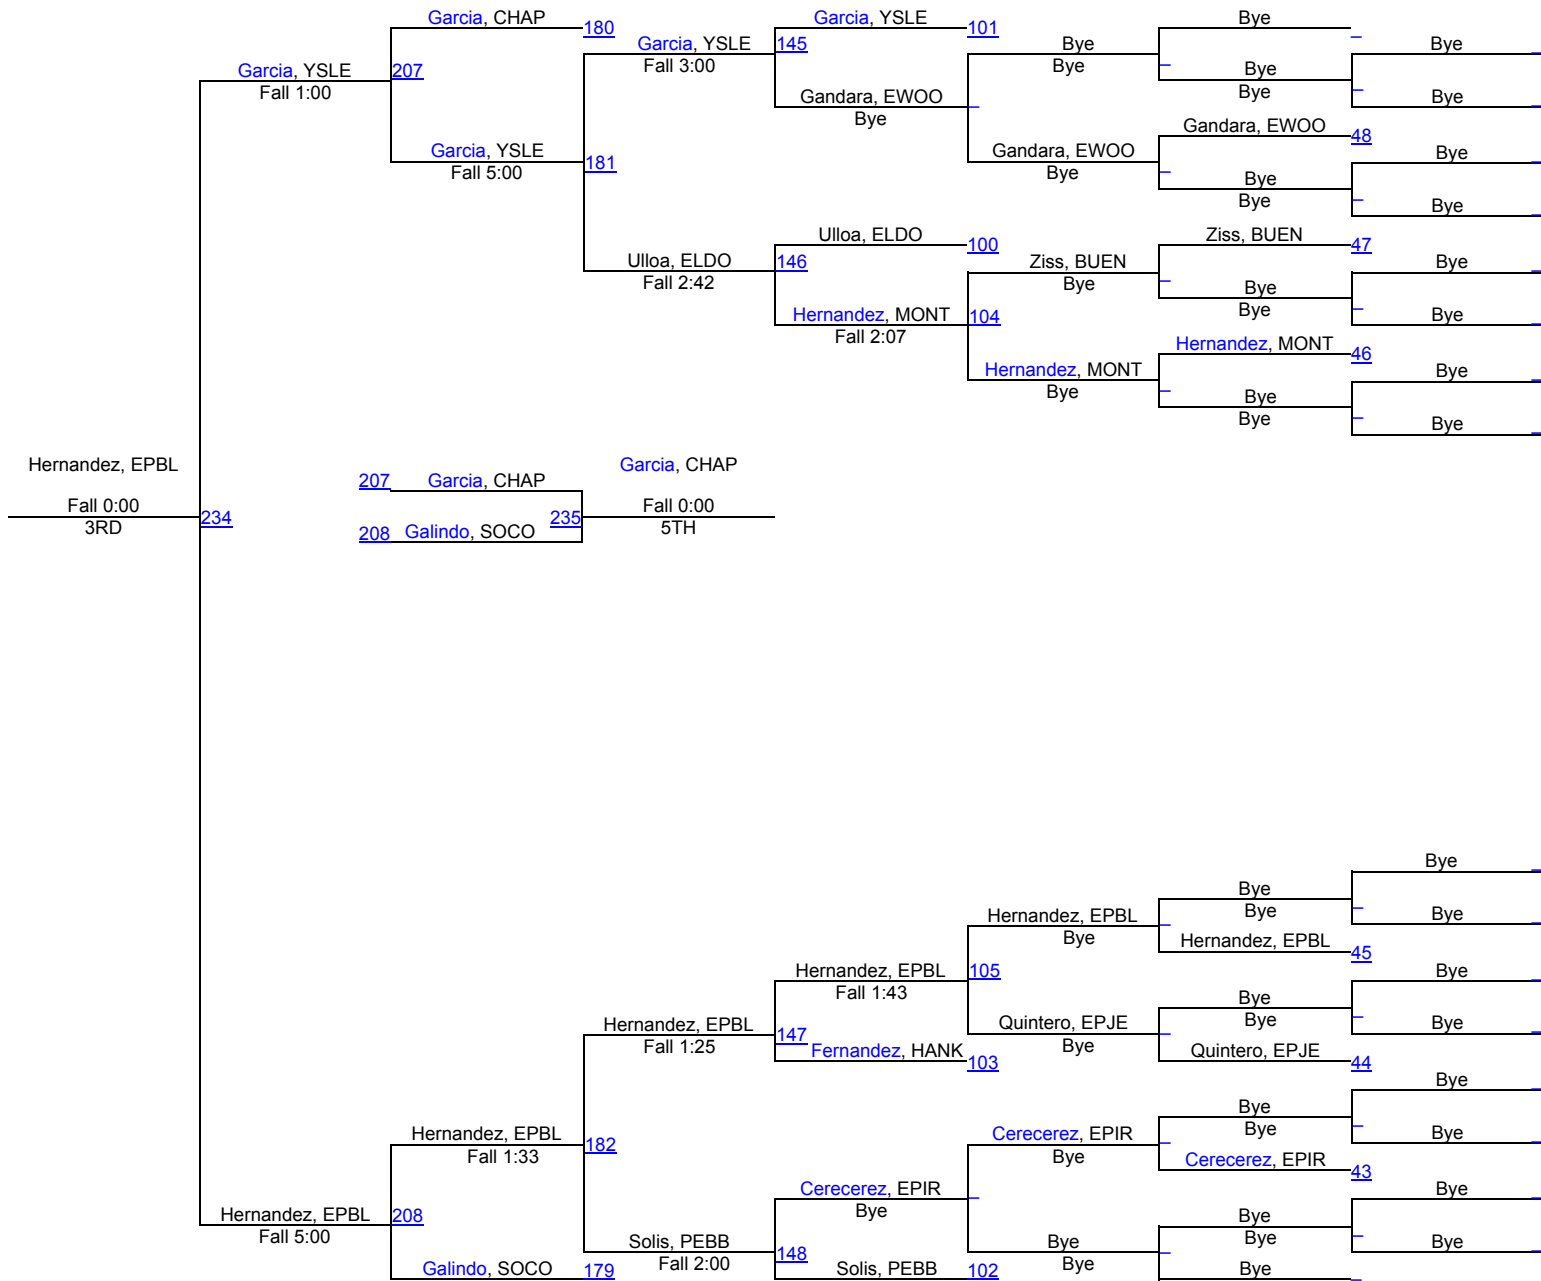 Garcia, CHAP
180
Garcia, YSLE
101
Bye
Garcia, YSLE
145
Bye
Bye
Fall 3:00
Bye
Garcia, YSLE
207
Bye
Fall 1:00
Gandara, EWOO
Bye
Bye
Bye
Gandara, EWOO
48
Garcia, YSLE
181
Gandara, EWOO
Bye
Fall 5:00
Bye
Bye
Bye
Bye
Ulloa, ELDO
100
Ziss, BUEN
47
Ulloa, ELDO
146
Ziss, BUEN
Bye
Fall 2:42
Bye
Bye
Bye
Hernandez, MONT
104
Bye
Fall 2:07
Hernandez, MONT
46
Hernandez, MONT
Bye
Bye
Bye
Bye
Bye
Hernandez, EPBL
Garcia, CHAP
207
Garcia, CHAP
Fall 0:00
234
Fall 0:00
3RD
208
Galindo, SOCO
235
5TH
Bye
Bye
Hernandez, EPBL
Bye
Bye
Bye
Hernandez, EPBL
45
Hernandez, EPBL
105
Bye
Fall 1:43
Bye
Hernandez, EPBL
147
Quintero, EPJE
Bye
Bye
Fall 1:25
Fernandez, HANK
103
Bye
Quintero, EPJE
44
Bye
Bye
Hernandez, EPBL
182
Cerecerez, EPIR
Bye
Bye
Fall 1:33
Bye
Cerecerez, EPIR
43
Cerecerez, EPIR
Bye
Bye
Hernandez, EPBL
208
Bye
Fall 5:00
Solis, PEBB
148
Bye
Bye
Bye
Fall 2:00
Bye
Galindo, SOCO
179
Solis, PEBB
102
Bye